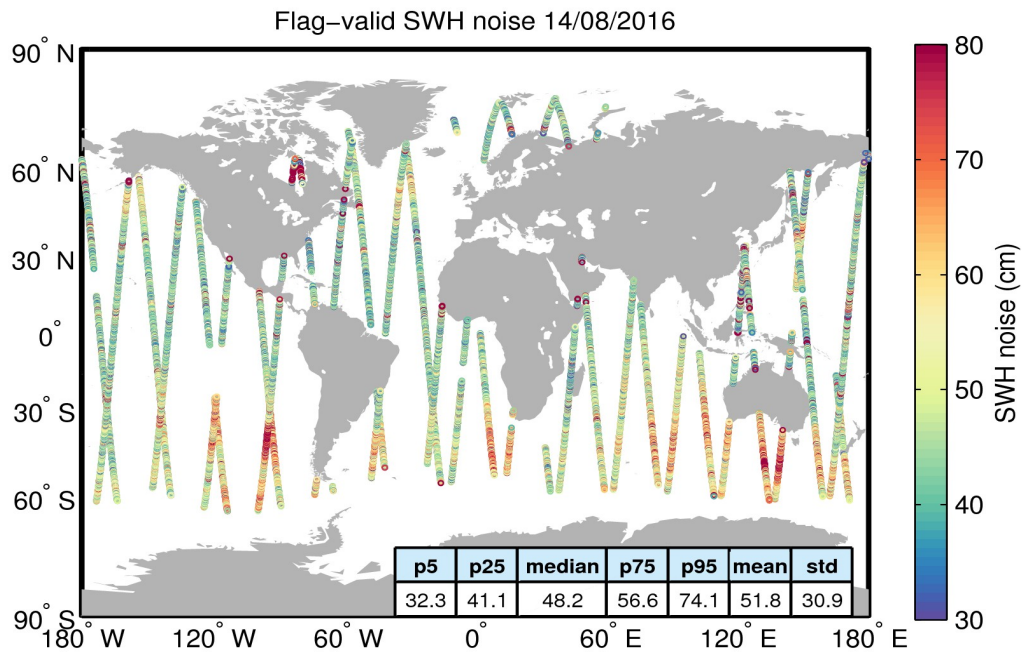 Flag−valid SWH noise 14/08/2016
90° N
60° N
30° N
0°
30° S
60° S
90° S
180° W
120° W
60° W
0°
60° E
120° E
180° E
80
70
60
50
40
30
SWH noise (cm)
p5 p25 median p75 p95 mean std
32.3 41.1 48.2 56.6 74.1 51.8 30.9